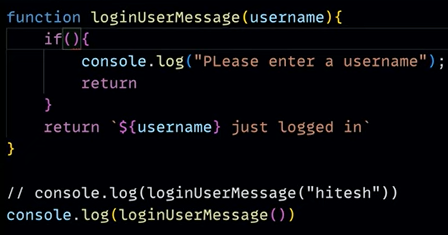 function loginUserMessage(username){
    if(){
        console.log("PLease enter a username");
        return
    }
    return `${username} just logged in`
}

// console.log(loginUserMessage("hitesh"))
console.log(loginUserMessage())